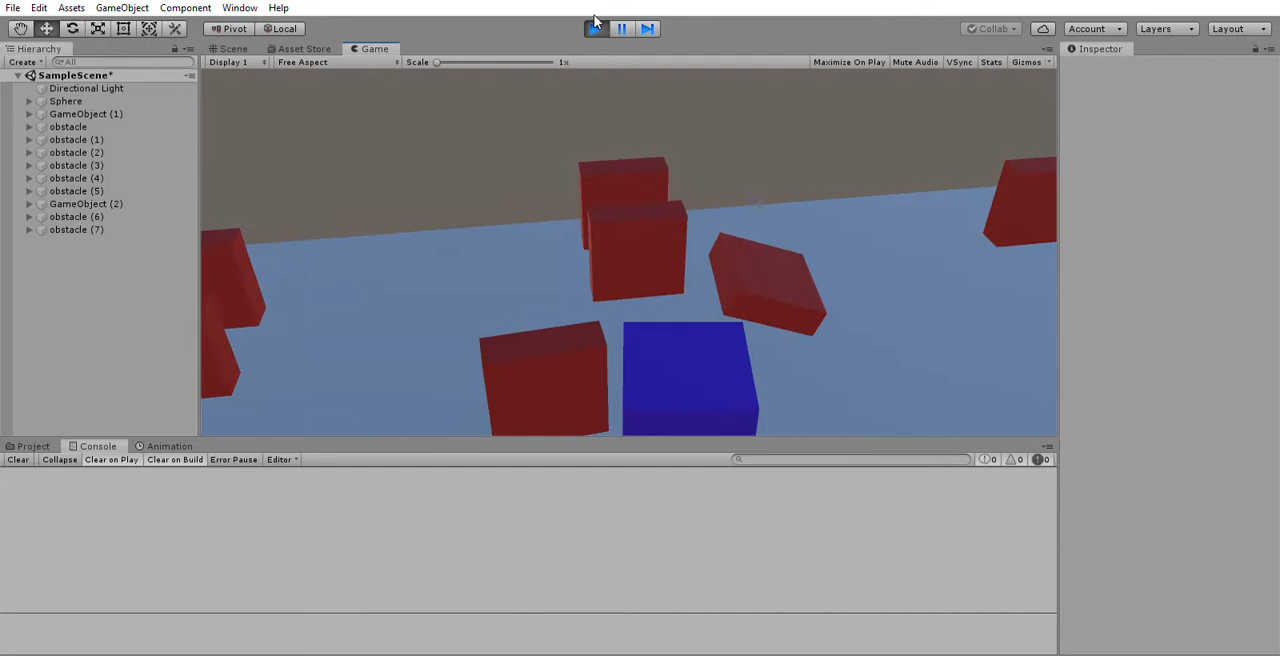 File Edit Assets GameObject Component Window Help
Pivot Local Collab Account Layers Layout
Hierarchy Scene Asset Store Game Inspector
Create All Display 1 Free Aspect Scale 1x Maximize On Play Mute Audio VSync Stats Gizmos
SampleScene*
Directional Light
Sphere
GameObject (1)
obstacle
obstacle (1)
obstacle (2)
obstacle (3)
obstacle (4)
obstacle (5)
GameObject (2)
obstacle (6)
obstacle (7)
Project Console Animation
Clear Collapse Clear on Play Clear on Build Error Pause Editor 0 0 0